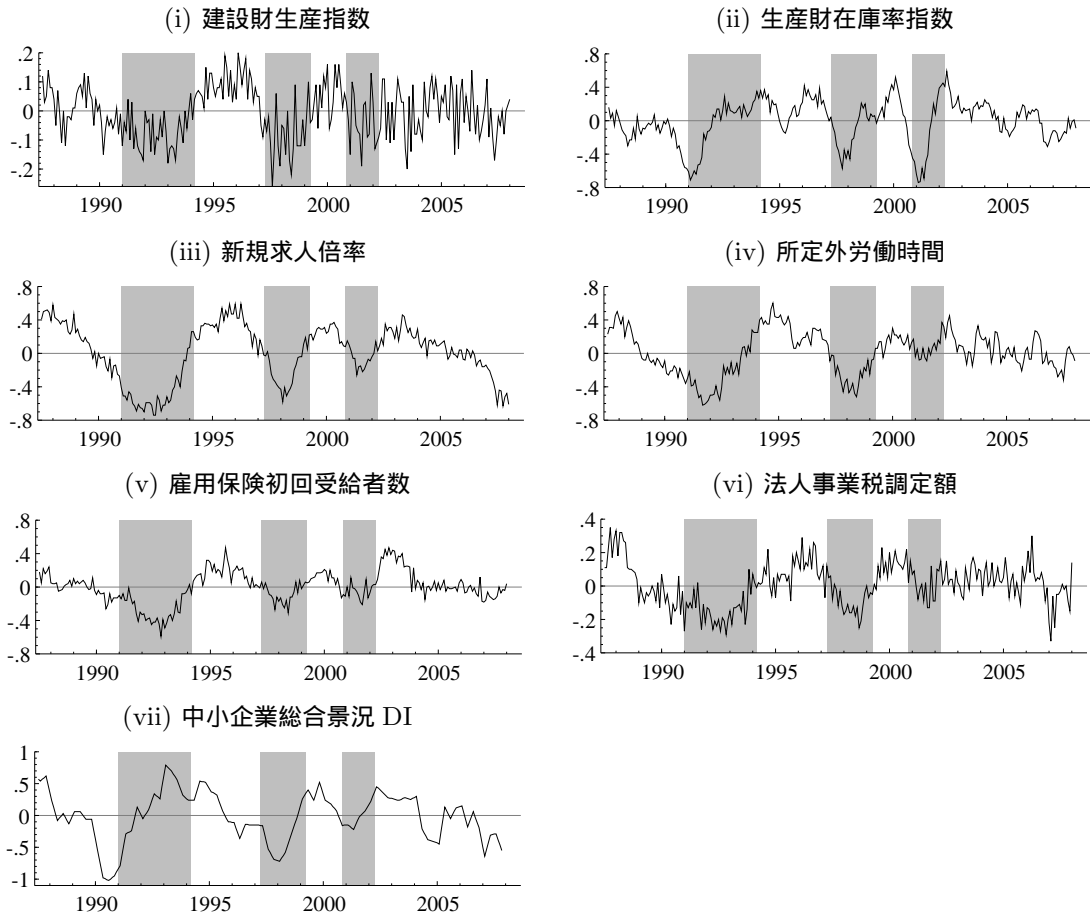 (i) 建設財生産指数
.2
.1
0
-.1
-.2
1990 1995 2000 2005
(ii) 生産財在庫率指数
.8
.4
0
-.4
-.8
1990 1995 2000 2005
(iii) 新規求人倍率
.8
.4
0
-.4
-.8
1990 1995 2000 2005
(iv) 所定外労働時間
.8
.4
0
-.4
-.8
1990 1995 2000 2005
(v) 雇用保険初回受給者数
.8
.4
0
-.4
-.8
1990 1995 2000 2005
(vi) 法人事業税調定額
.4
.2
0
-.2
-.4
1990 1995 2000 2005
(vii) 中小企業総合景況 DI
1
.5
0
-.5
-1
1990 1995 2000 2005